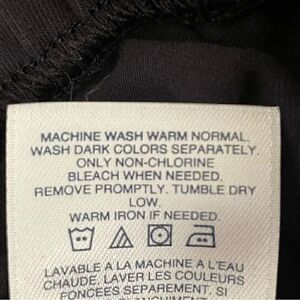 MACHINE WASH WARM NORMAL.
WASH DARK COLORS SEPARATELY.
ONLY NON-CHLORINE
BLEACH WHEN NEEDED.
REMOVE PROMPTLY. TUMBLE DRY
LOW.
WARM IRON IF NEEDED.
LAVABLE A LA MACHINE A L'EAU
CHAUDE. LAVER LES COULEURS
FONCEES SEPAREMENT. SI